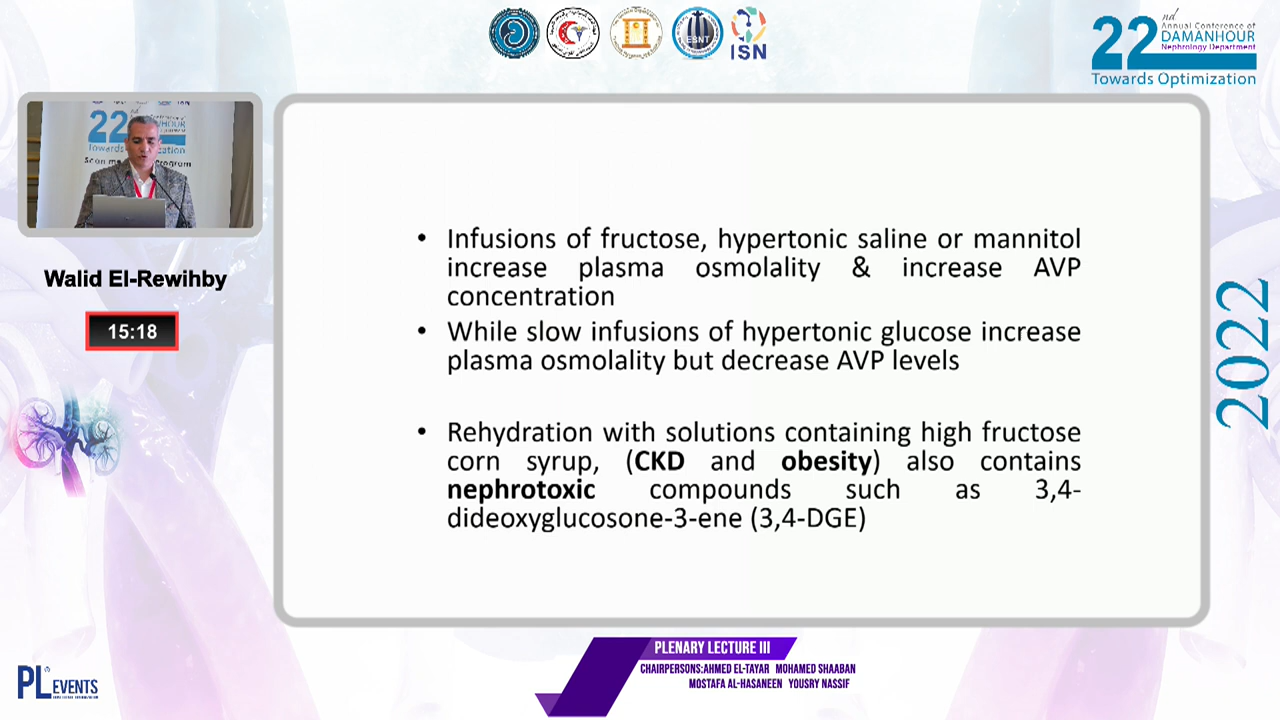 ESNT
ISN
22
nd
Annual Conference of
DAMANHOUR
Nephrology Department
Towards Optimization
22
Walid El-Rewihby
15:18
• Infusions of fructose, hypertonic saline or mannitol
increase plasma osmolality & increase AVP
concentration
• While slow infusions of hypertonic glucose increase
plasma osmolality but decrease AVP levels
• Rehydration with solutions containing high fructose
corn syrup, (CKD and obesity) also contains
nephrotoxic compounds such as 3,4-
dideoxyglucosone-3-ene (3,4-DGE)
2022
PLENARY LECTURE III
CHAIRPERSONS:AHMED EL-TAYAR MOHAMED SHAABAN
MOSTAFA AL-HASANEEN YOUSRY NASSIF
PL EVENTS